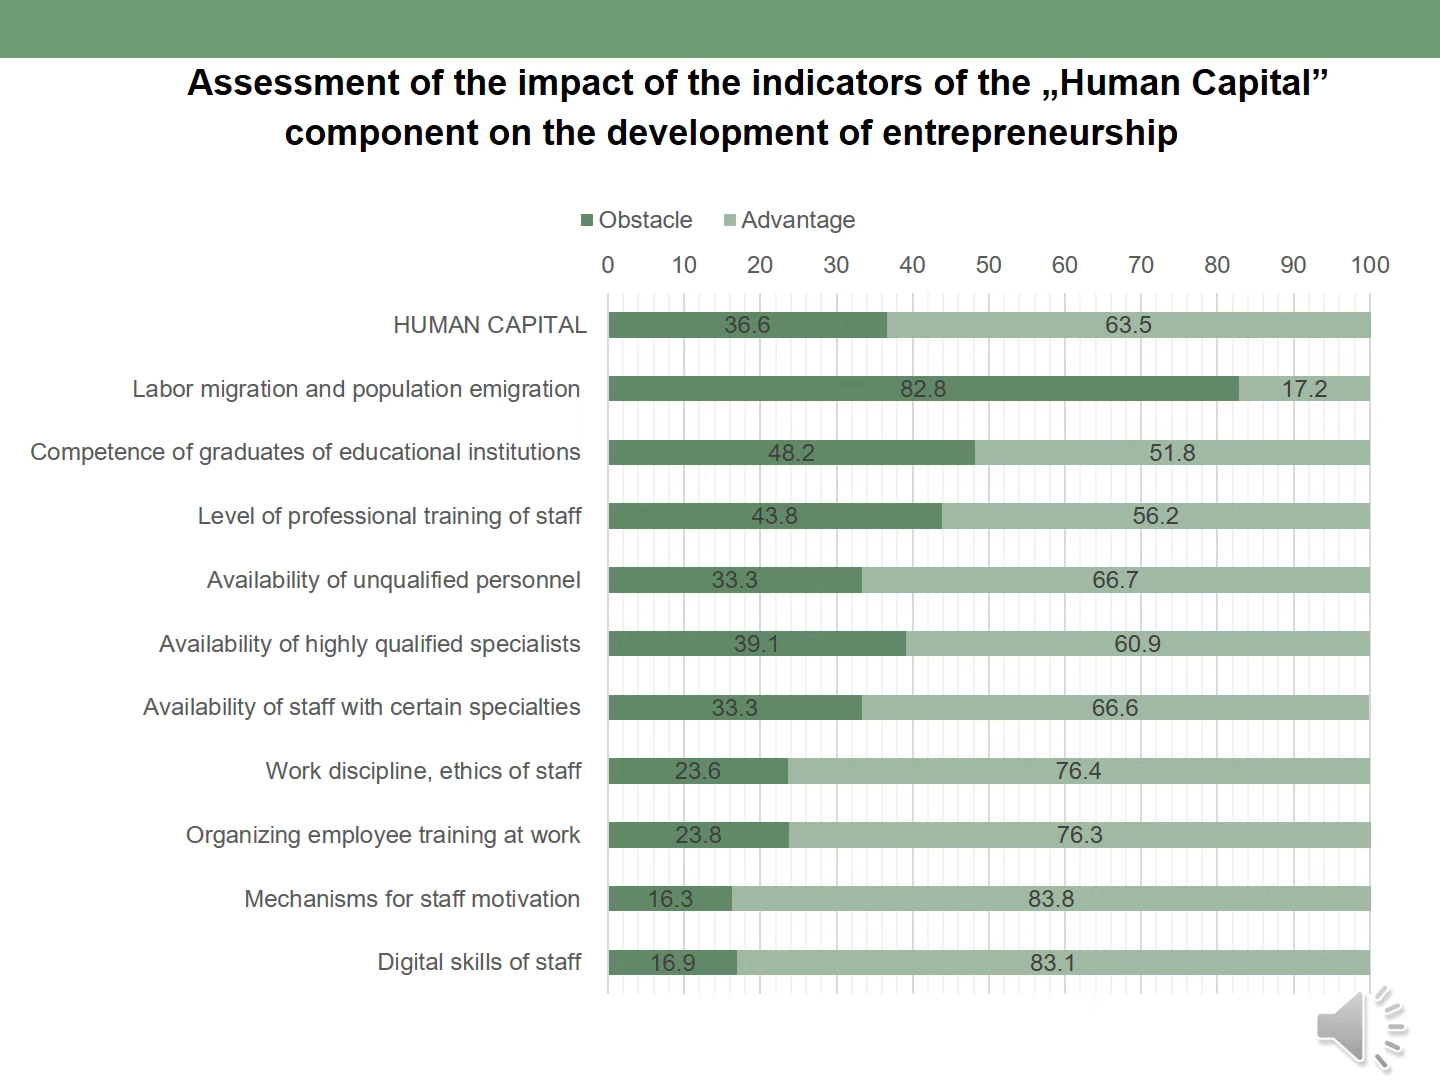 Assessment of the impact of the indicators of the „Human Capital”
component on the development of entrepreneurship
Obstacle Advantage
0 10 20 30 40 50 60 70 80 90 100
HUMAN CAPITAL 36.6 63.5
Labor migration and population emigration 82.8 17.2
Competence of graduates of educational institutions 48.2 51.8
Level of professional training of staff 43.8 56.2
Availability of unqualified personnel 33.3 66.7
Availability of highly qualified specialists 39.1 60.9
Availability of staff with certain specialties 33.3 66.6
Work discipline, ethics of staff 23.6 76.4
Organizing employee training at work 23.8 76.3
Mechanisms for staff motivation 16.3 83.8
Digital skills of staff 16.9 83.1